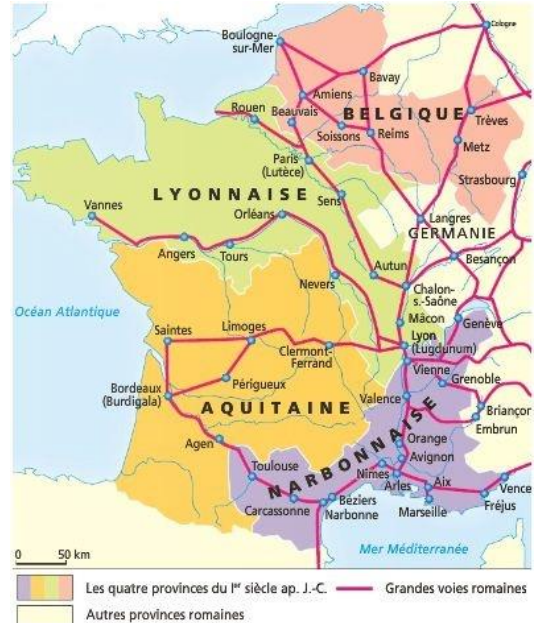 Cologne
Boulogne-
sur-Mer
Bavay
Amiens
Rouen
Beauvais
BELGIQUE
Trèves
Soissons
Reims
Paris
(Lutèce)
Metz
Strasbourg
LYONNAISE
Sens
Vannes
Orléans
Langres
GERMANIE
Angers
Tours
Autun
Besançon
Nevers
Chalon-
s.-Saône
Océan Atlantique
Mâcon
Genève
Saintes
Limoges
Clermont-
Ferrand
Lyon
(Lugdunum)
Vienne
Grenoble
Bordeaux
(Burdigala)
Périgueux
Valence
Briançon
Embrun
AQUITAINE
Agen
Orange
NARBONNAISE
Avignon
Toulouse
Nîmes
Arles
Aix
Vence
Carcassonne
Béziers
Narbonne
Marseille
Fréjus
Mer Méditerranée
0 50 km
Les quatre provinces du Ier siècle ap. J.-C.
Grandes voies romaines
Autres provinces romaines